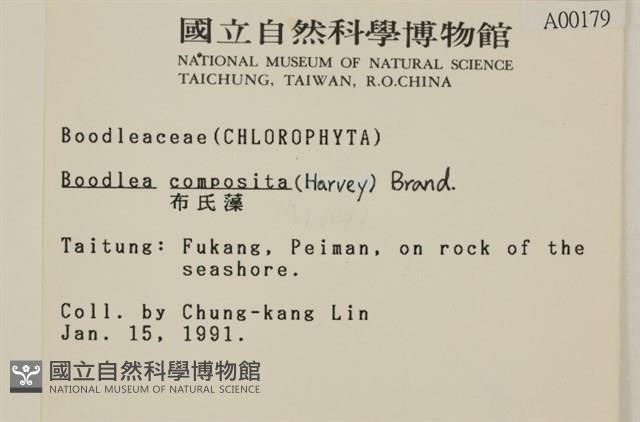 國立自然科學博物館
A00179
NATIONAL MUSEUM OF NATURAL SCIENCE
TAICHUNG, TAIWAN, R.O.CHINA
Boodleaceae(CHLOROPHYTA)
Boodlea composita(Harvey) Brand.
布氏藻
Taitung: Fukang, Peiman, on rock of the
seashore.
Coll. by Chung-kang Lin
Jan. 15, 1991.
國立自然科學博物館
NATIONAL MUSEUM OF NATURAL SCIENCE